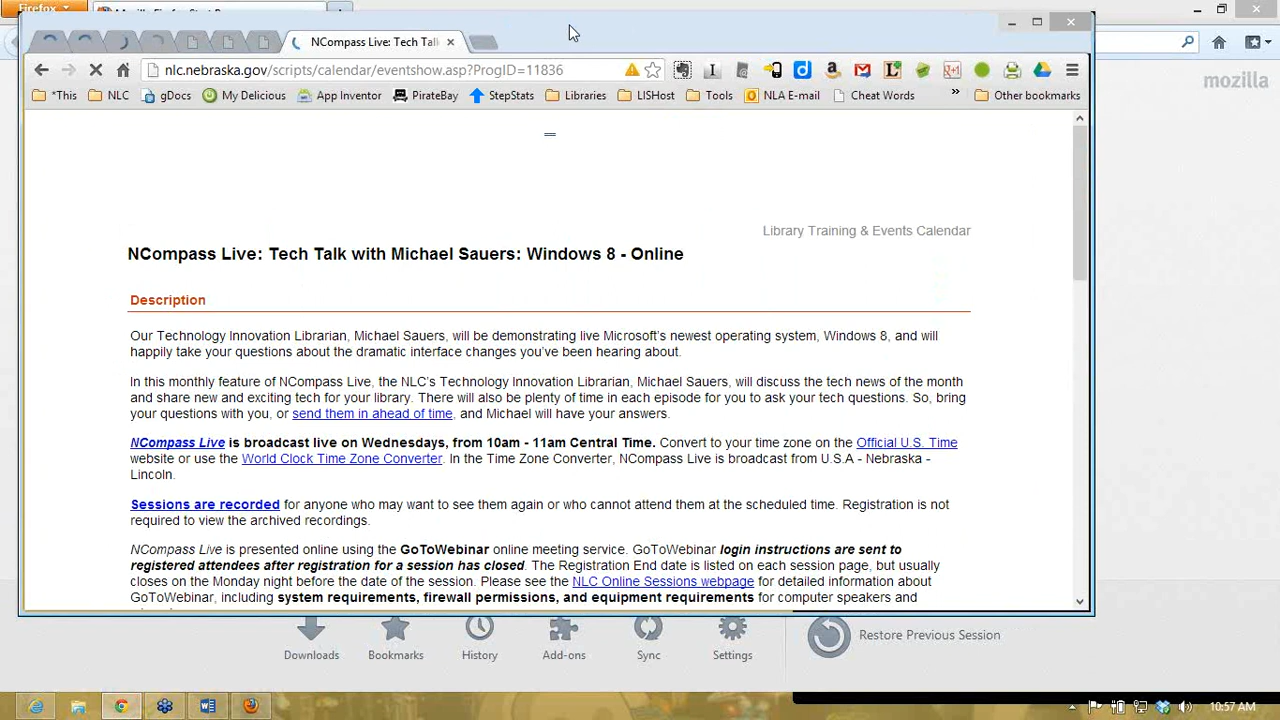 Firefox
NCompass Live: Tech Talk
nlc.nebraska.gov/scripts/calendar/eventshow.asp?ProgID=11836
mozilla
*This NLC gDocs My Delicious App Inventor PirateBay StepStats Libraries LISHost Tools NLA E-mail Cheat Words » Other bookmarks
Library Training & Events Calendar
NCompass Live: Tech Talk with Michael Sauers: Windows 8 - Online
Description
Our Technology Innovation Librarian, Michael Sauers, will be demonstrating live Microsoft's newest operating system, Windows 8, and will
happily take your questions about the dramatic interface changes you've been hearing about.
In this monthly feature of NCompass Live, the NLC's Technology Innovation Librarian, Michael Sauers, will discuss the tech news of the month
and share new and exciting tech for your library. There will also be plenty of time in each episode for you to ask your tech questions. So, bring
your questions with you, or send them in ahead of time, and Michael will have your answers.
NCompass Live is broadcast live on Wednesdays, from 10am - 11am Central Time. Convert to your time zone on the Official U.S. Time
website or use the World Clock Time Zone Converter. In the Time Zone Converter, NCompass Live is broadcast from U.S.A - Nebraska -
Lincoln.
Sessions are recorded for anyone who may want to see them again or who cannot attend them at the scheduled time. Registration is not
required to view the archived recordings.
NCompass Live is presented online using the GoToWebinar online meeting service. GoToWebinar login instructions are sent to
registered attendees after registration for a session has closed. The Registration End date is listed on each session page, but usually
closes on the Monday night before the date of the session. Please see the NLC Online Sessions webpage for detailed information about
GoToWebinar, including system requirements, firewall permissions, and equipment requirements for computer speakers and
Downloads Bookmarks History Add-ons Sync Settings Restore Previous Session
10:57 AM